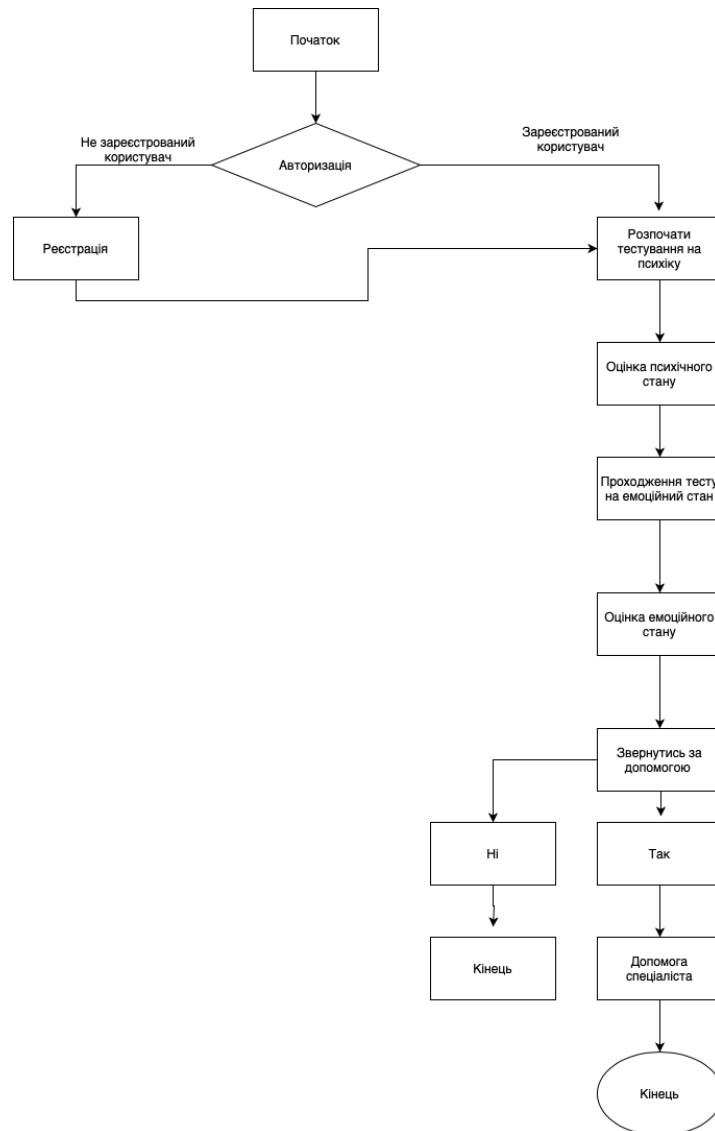 Початок
Не зареєстрований
користувач
Зареєстрований
користувач
Авторизація
Реєстрація
Розпочати
тестування на
психіку
Оцінка психічного
стану
Проходження тесту
на емоційний стан
Оцінка емоційного
стану
Звернутись за
допомогою
Ні
Так
Кінець
Допомога
спеціаліста
Кінець